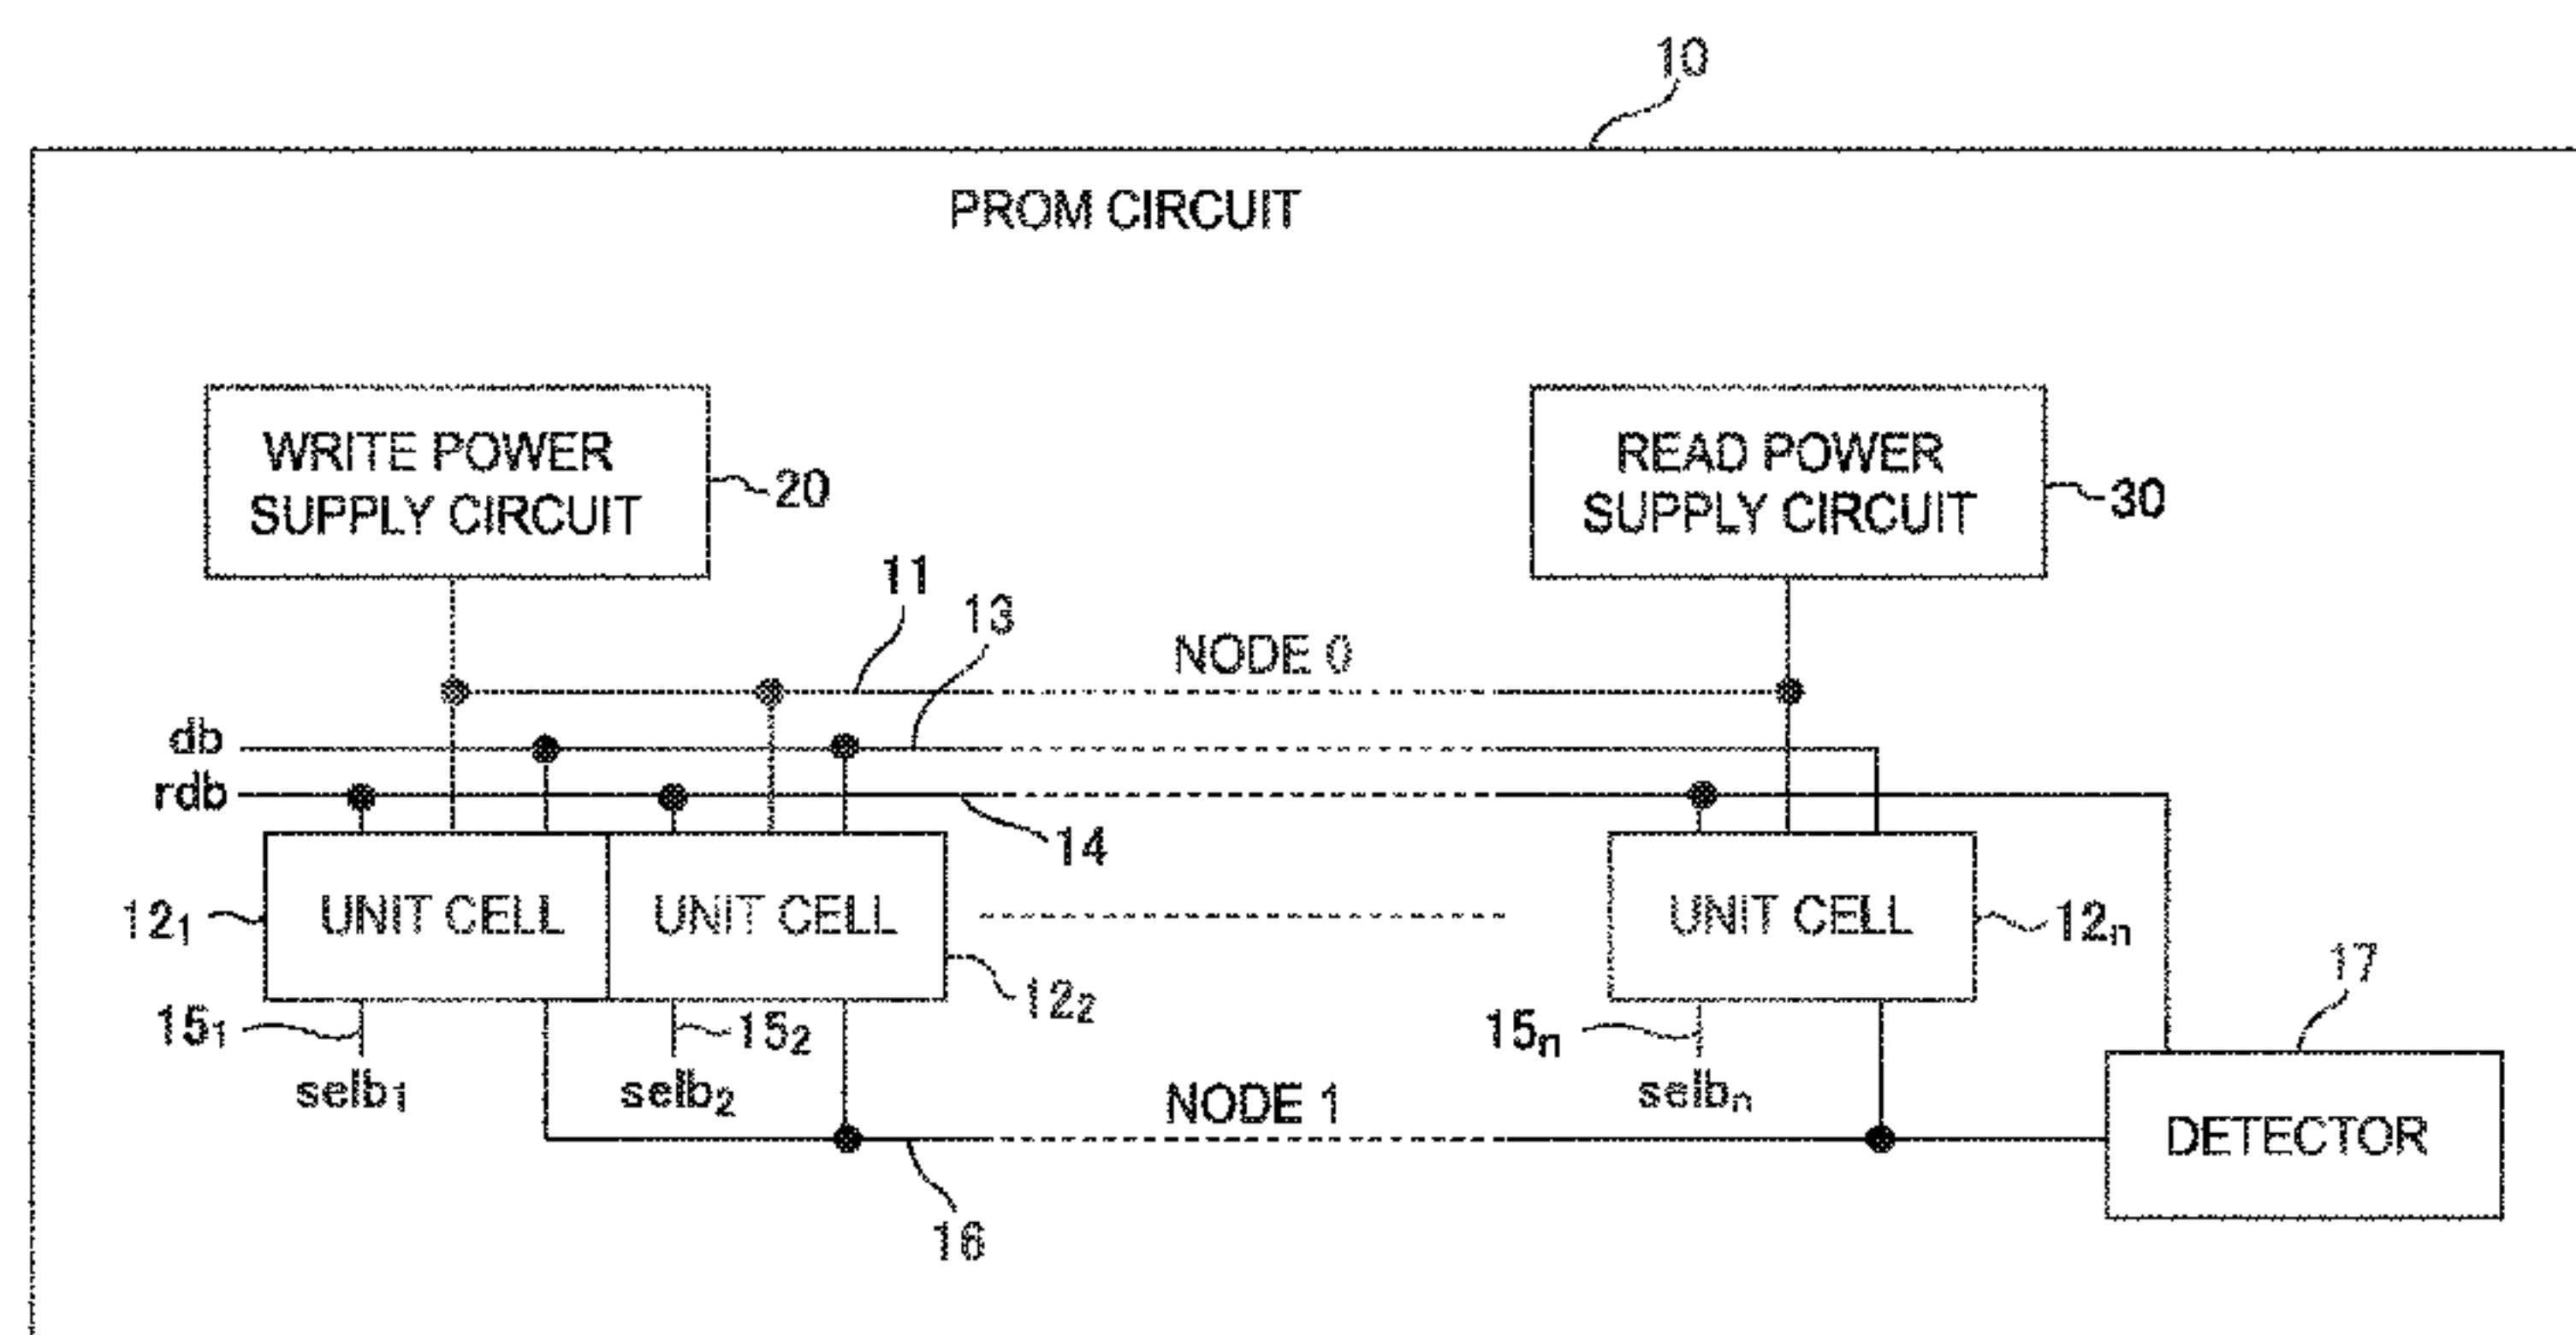 10
PROM CIRCUIT
WRITE POWER
SUPPLY CIRCUIT
20
READ POWER
SUPPLY CIRCUIT
30
11
13
NODE 0
db
rdb
14
12₁
UNIT CELL
UNIT CELL
12₂
UNIT CELL
12ₙ
17
15₁
15₂
15ₙ
selb₁
selb₂
selbₙ
NODE 1
DETECTOR
16